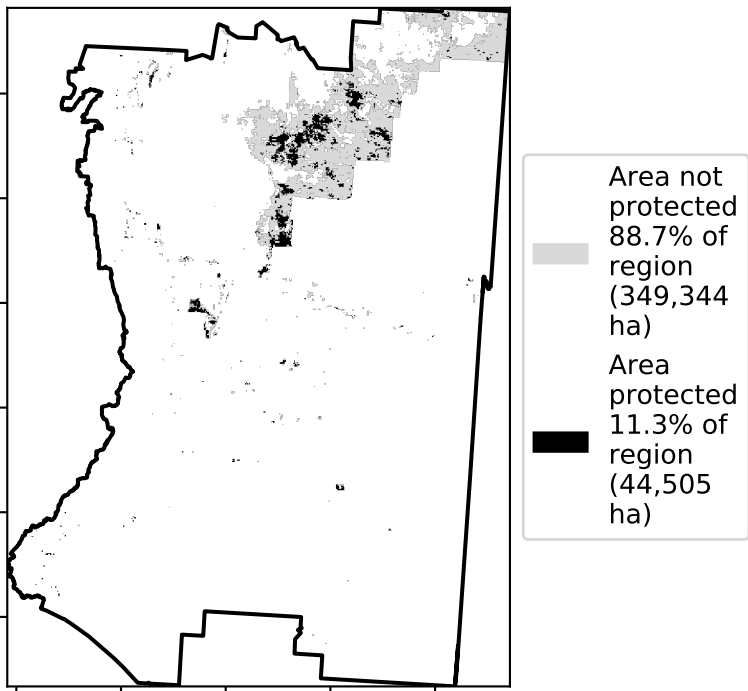 Area not
protected
88.7% of
region
(349,344
ha)
Area
protected
11.3% of
region
(44,505
ha)